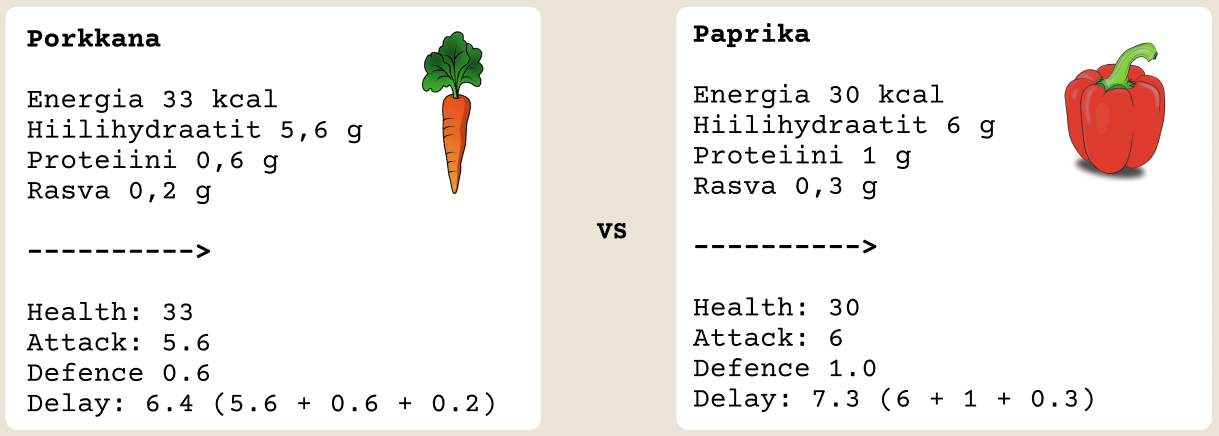 Porkkana
Energia 33 kcal
Hiilihydraatit 5,6 g
Proteiini 0,6 g
Rasva 0,2 g
---------->
Health: 33
Attack: 5.6
Defence 0.6
Delay: 6.4 (5.6 + 0.6 + 0.2)
vs
Paprika
Energia 30 kcal
Hiilihydraatit 6 g
Proteiini 1 g
Rasva 0,3 g
---------->
Health: 30
Attack: 6
Defence 1.0
Delay: 7.3 (6 + 1 + 0.3)